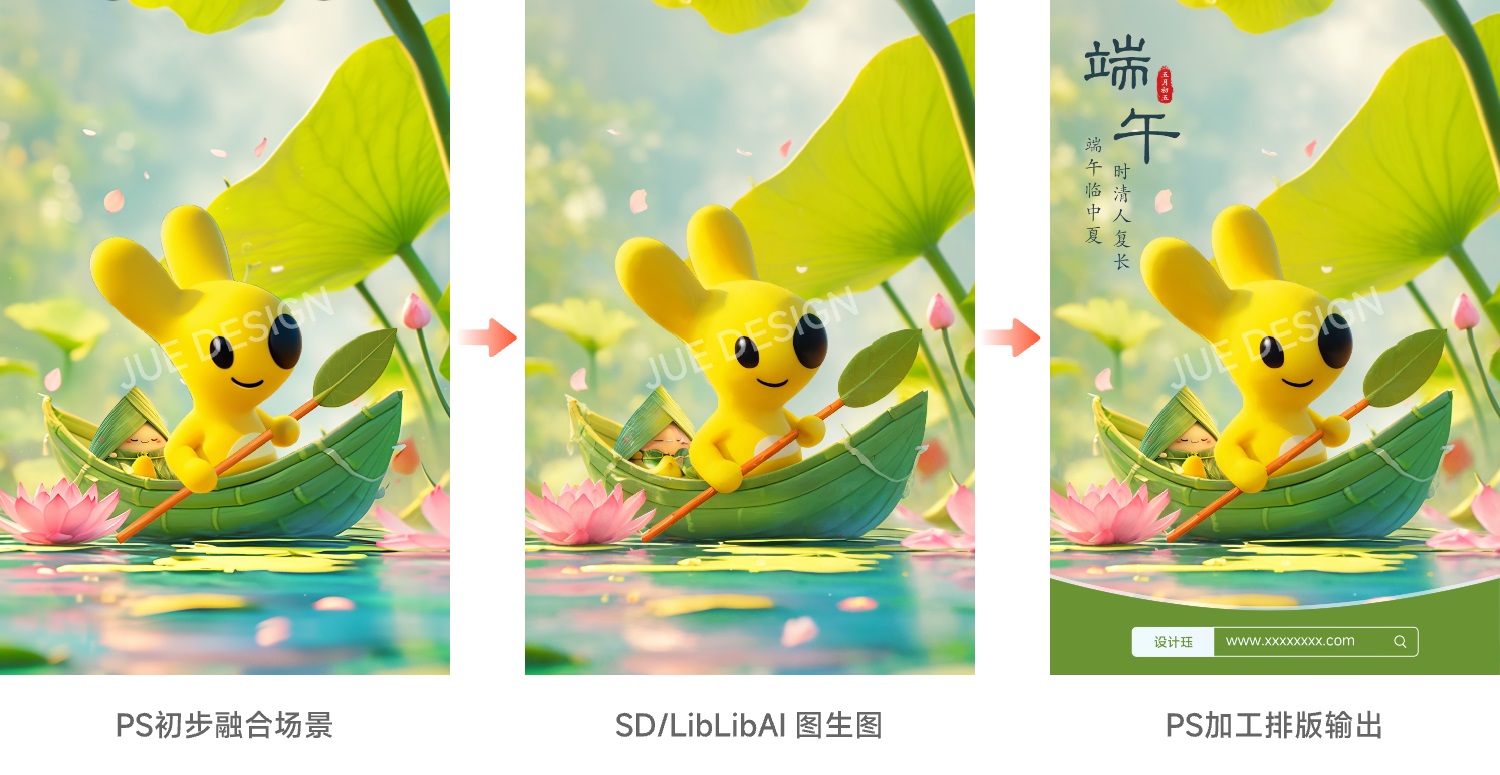 JUE DESIGN
JUE DESIGN
端午
五月初五
端午临中夏
时清人复长
JUE DESIGN
设计珏
www.xxxxxxxx.com
PS初步融合场景
SD/LibLibAI 图生图
PS加工排版输出